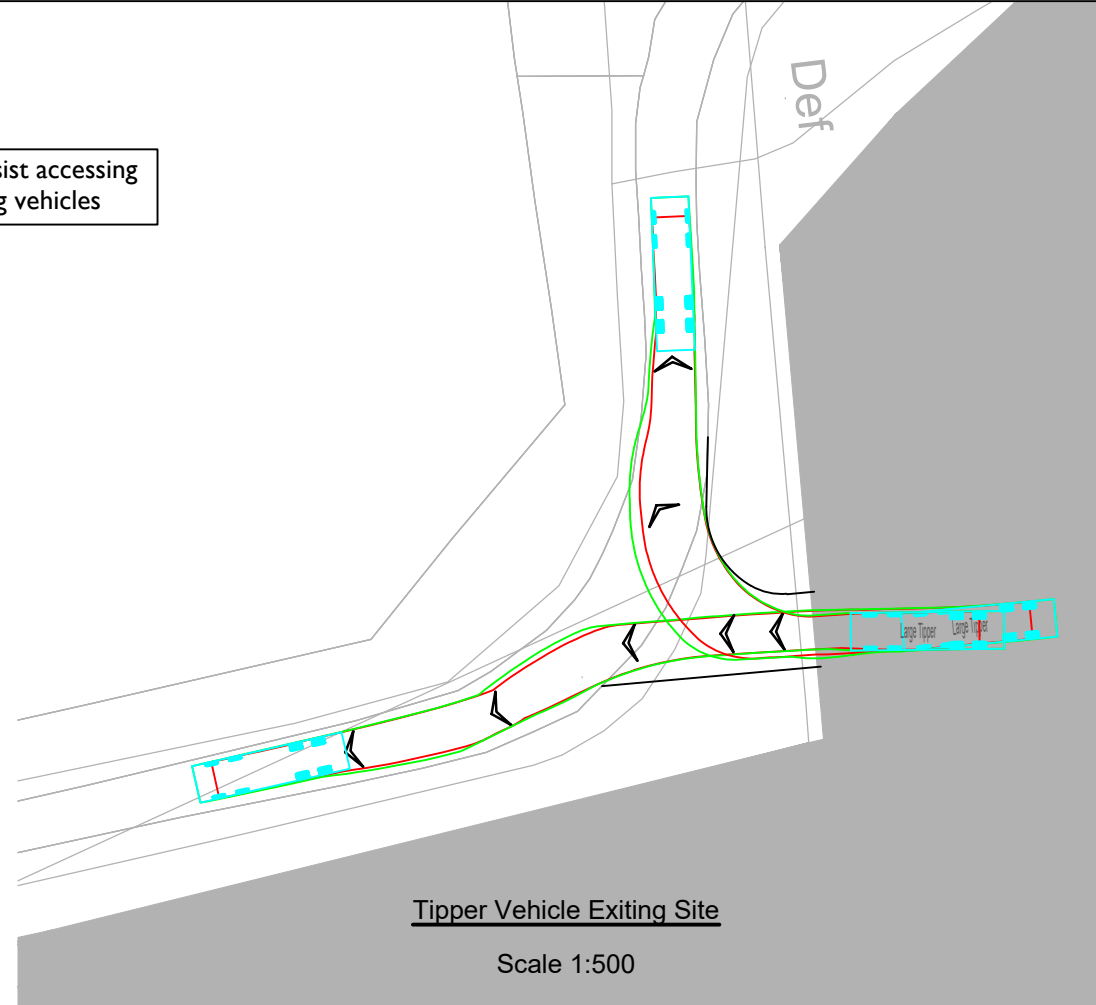 Def
sist accessing
g vehicles
Large Tipper
Large Tipper
Tipper Vehicle Exiting Site
Scale 1:500